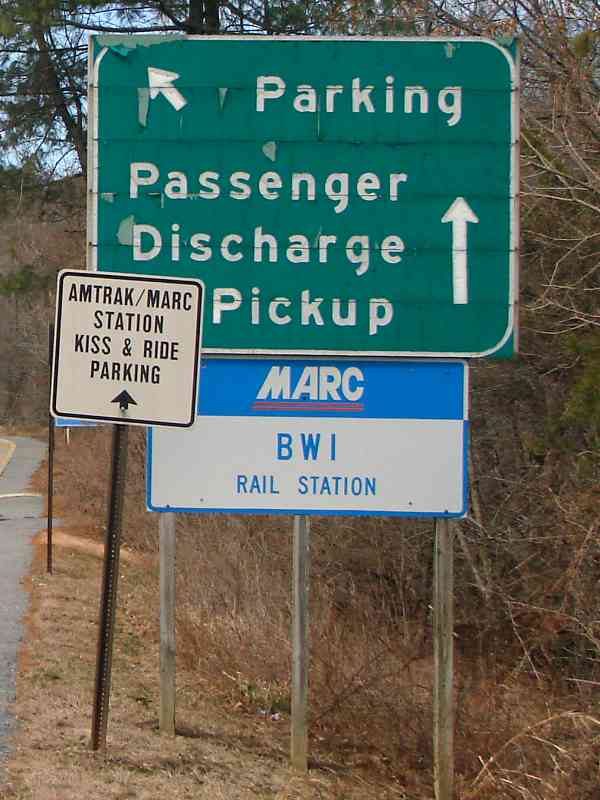 Parking
Passenger
Discharge
Pickup
AMTRAK/MARC
STATION
KISS & RIDE
PARKING
MARC
BWI
RAIL STATION